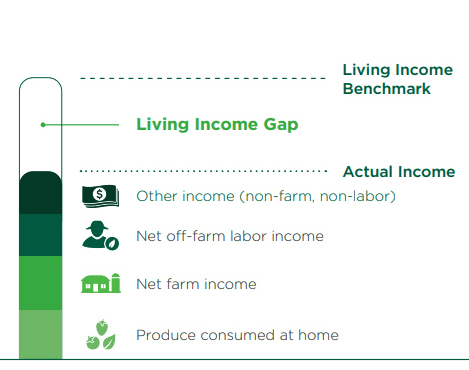 Living Income
Benchmark
Living Income Gap
Actual Income
$
Other income (non-farm, non-labor)
Net off-farm labor income
Net farm income
Produce consumed at home